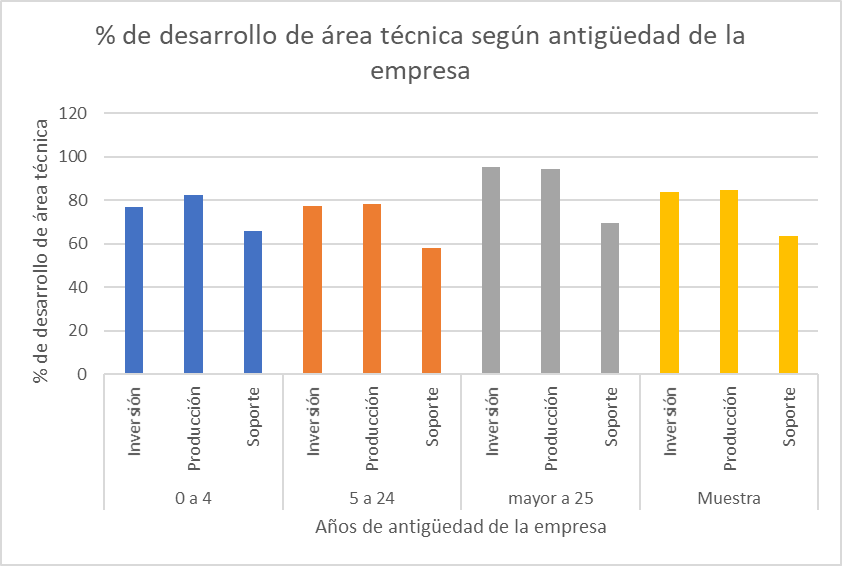 % de desarrollo de área técnica según antigüedad de la
empresa
% de desarrollo de área técnica
120
100
80
60
40
20
0
Inversión
Producción
Soporte
Inversión
Producción
Soporte
Inversión
Producción
Soporte
Inversión
Producción
Soporte
0 a 4
5 a 24
mayor a 25
Muestra
Años de antigüedad de la empresa